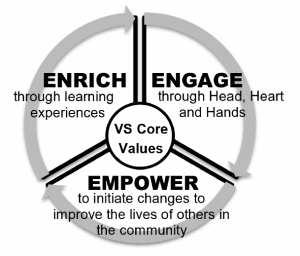 ENRICH
through learning
experiences
ENGAGE
through Head, Heart
and Hands
VS Core
Values
EMPOWER
to initiate changes to
improve the lives of others in
the community